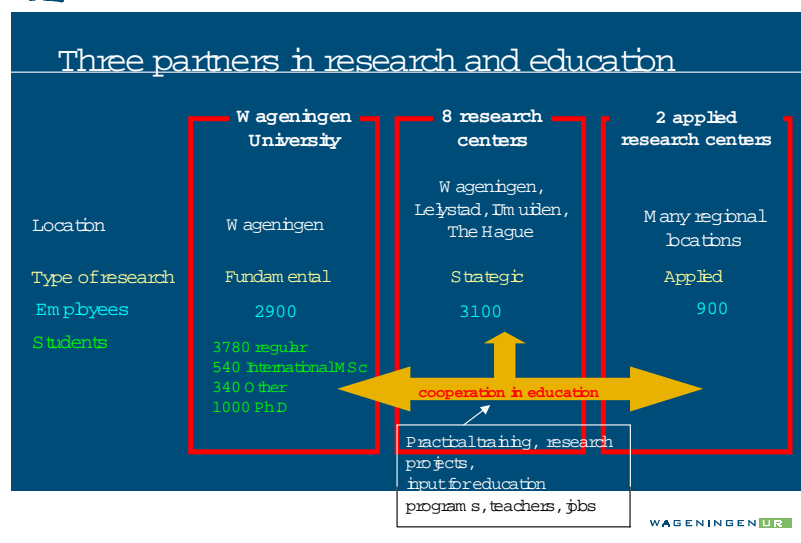 Three partners in research and education
Wageningen
University
8 research
centers
2 applied
research centers
Location
Wageningen
Wageningen,
Lelystad, IJmuiden,
The Hague
Many regional
locations
Type of research
Fundamental
Strategic
Applied
Employees
2900
3100
900
Students
3780 regular
540 International MSc
340 Other
1000 PhD
cooperation in education
Practical training, research
projects,
input for education
programs, teachers, jobs
WAGENINGEN UR